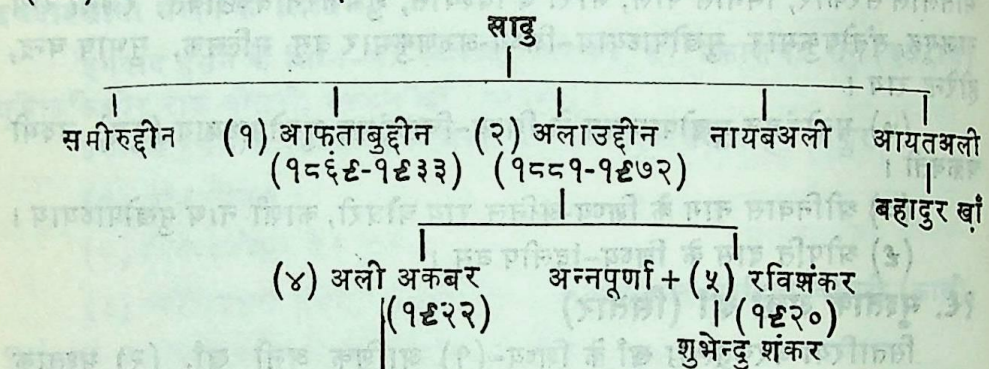 सादु
समीरुद्दीन (१) आफ़ताबुद्दीन (२) अलाउद्दीन नायबअली आयतअली
(१८६९-१९३३) (१८८१-१९७२)
बहादुर खाँ
(४) अली अकबर अन्नपूर्णा + (५) रविशंकर
(१९२२) (१९२०)
शुभेन्दु शंकर